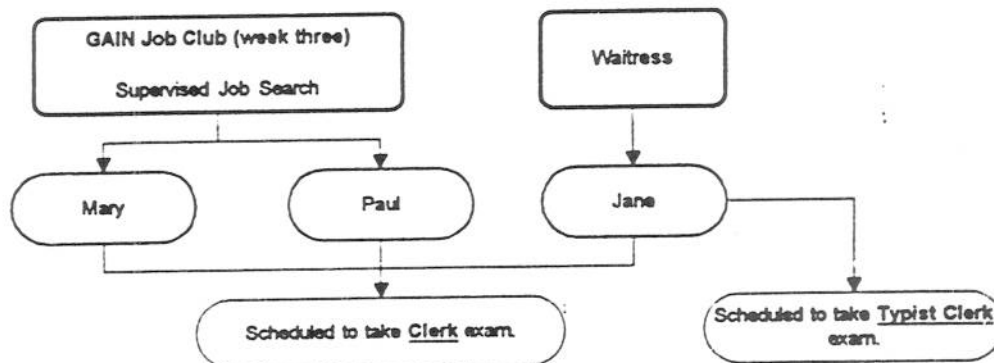 GAIN Job Club (week three)
Supervised Job Search
Waitress
Mary
Paul
Jane
Scheduled to take Clerk exam.
Scheduled to take Typist Clerk
exam.